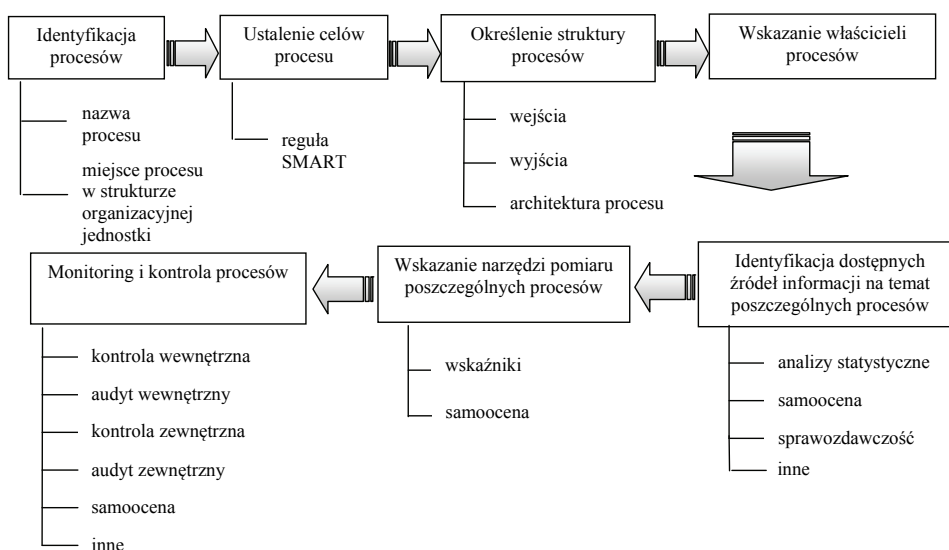 Identyfikacja
procesów
nazwa
procesu
miejsce procesu
w strukturze
organizacyjnej
jednostki
Ustalenie celów
procesu
reguła
SMART
Określenie struktury
procesów
wejścia
wyjścia
architektura procesu
Wskazanie właścicieli
procesów
Identyfikacja dostępnych
źródeł informacji na temat
poszczególnych procesów
analizy statystyczne
samoocena
sprawozdawczość
inne
Wskazanie narzędzi pomiaru
poszczególnych procesów
wskaźniki
samoocena
Monitoring i kontrola procesów
kontrola wewnętrzna
audyt wewnętrzny
kontrola zewnętrzna
audyt zewnętrzny
samoocena
inne